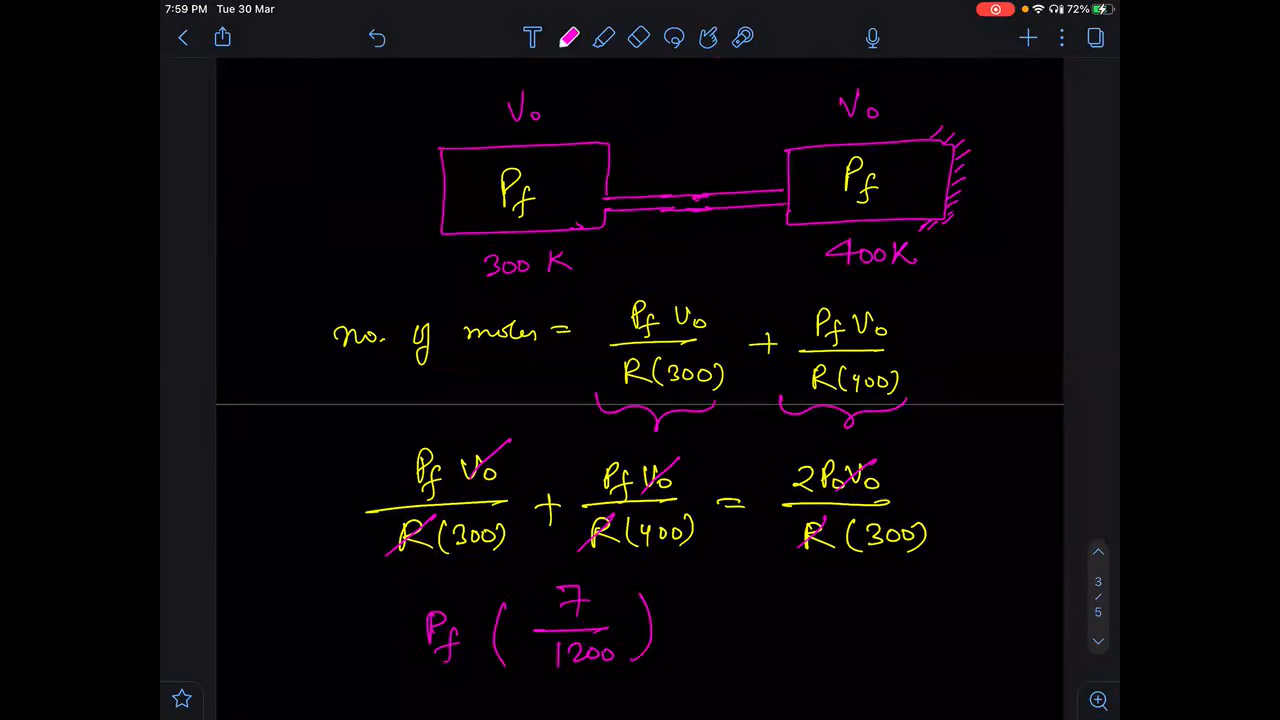 7:59 PM Tue 30 Mar 72%
T
V₀ V₀
P_f P_f
300 K 400K
no. of moles = P_f V₀ / R(300) + P_f V₀ / R(400)
P_f V₀ / R(300) + P_f V₀ / R(400) = 2P₀V₀ / R(300)
3 / 5
P_f ( 7 / 1200 )